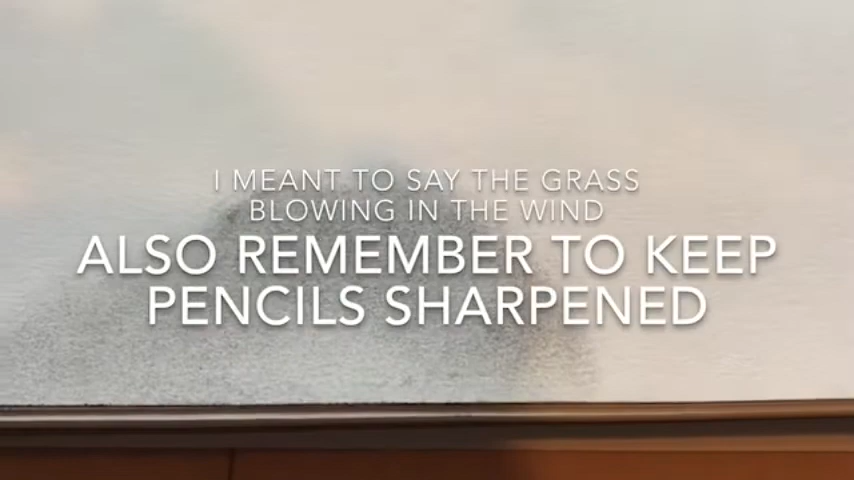 I MEANT TO SAY THE GRASS
BLOWING IN THE WIND
ALSO REMEMBER TO KEEP
PENCILS SHARPENED